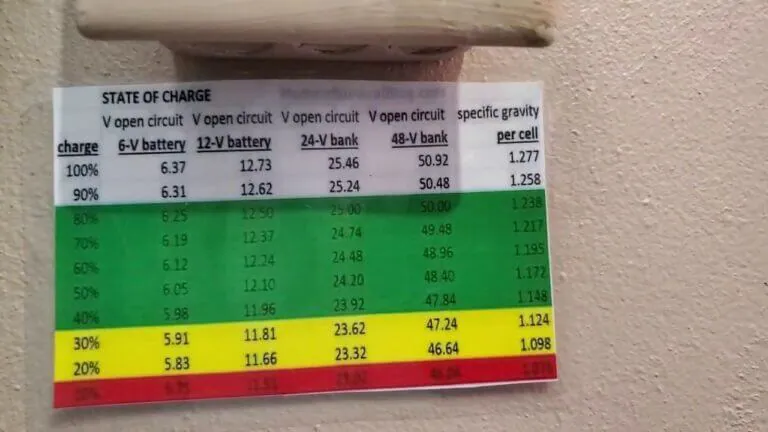 STATE OF CHARGE
V open circuit V open circuit V open circuit V open circuit specific gravity
charge 6-V battery 12-V battery 24-V bank 48-V bank per cell
100% 6.37 12.73 25.46 50.92 1.277
90% 6.31 12.62 25.24 50.48 1.258
80% 6.25 12.50 25.00 50.00 1.238
70% 6.19 12.37 24.74 49.48 1.217
60% 6.12 12.24 24.48 48.96 1.195
50% 6.05 12.10 24.20 48.40 1.172
40% 5.98 11.96 23.92 47.84 1.148
30% 5.91 11.81 23.62 47.24 1.124
20% 5.83 11.66 23.32 46.64 1.098